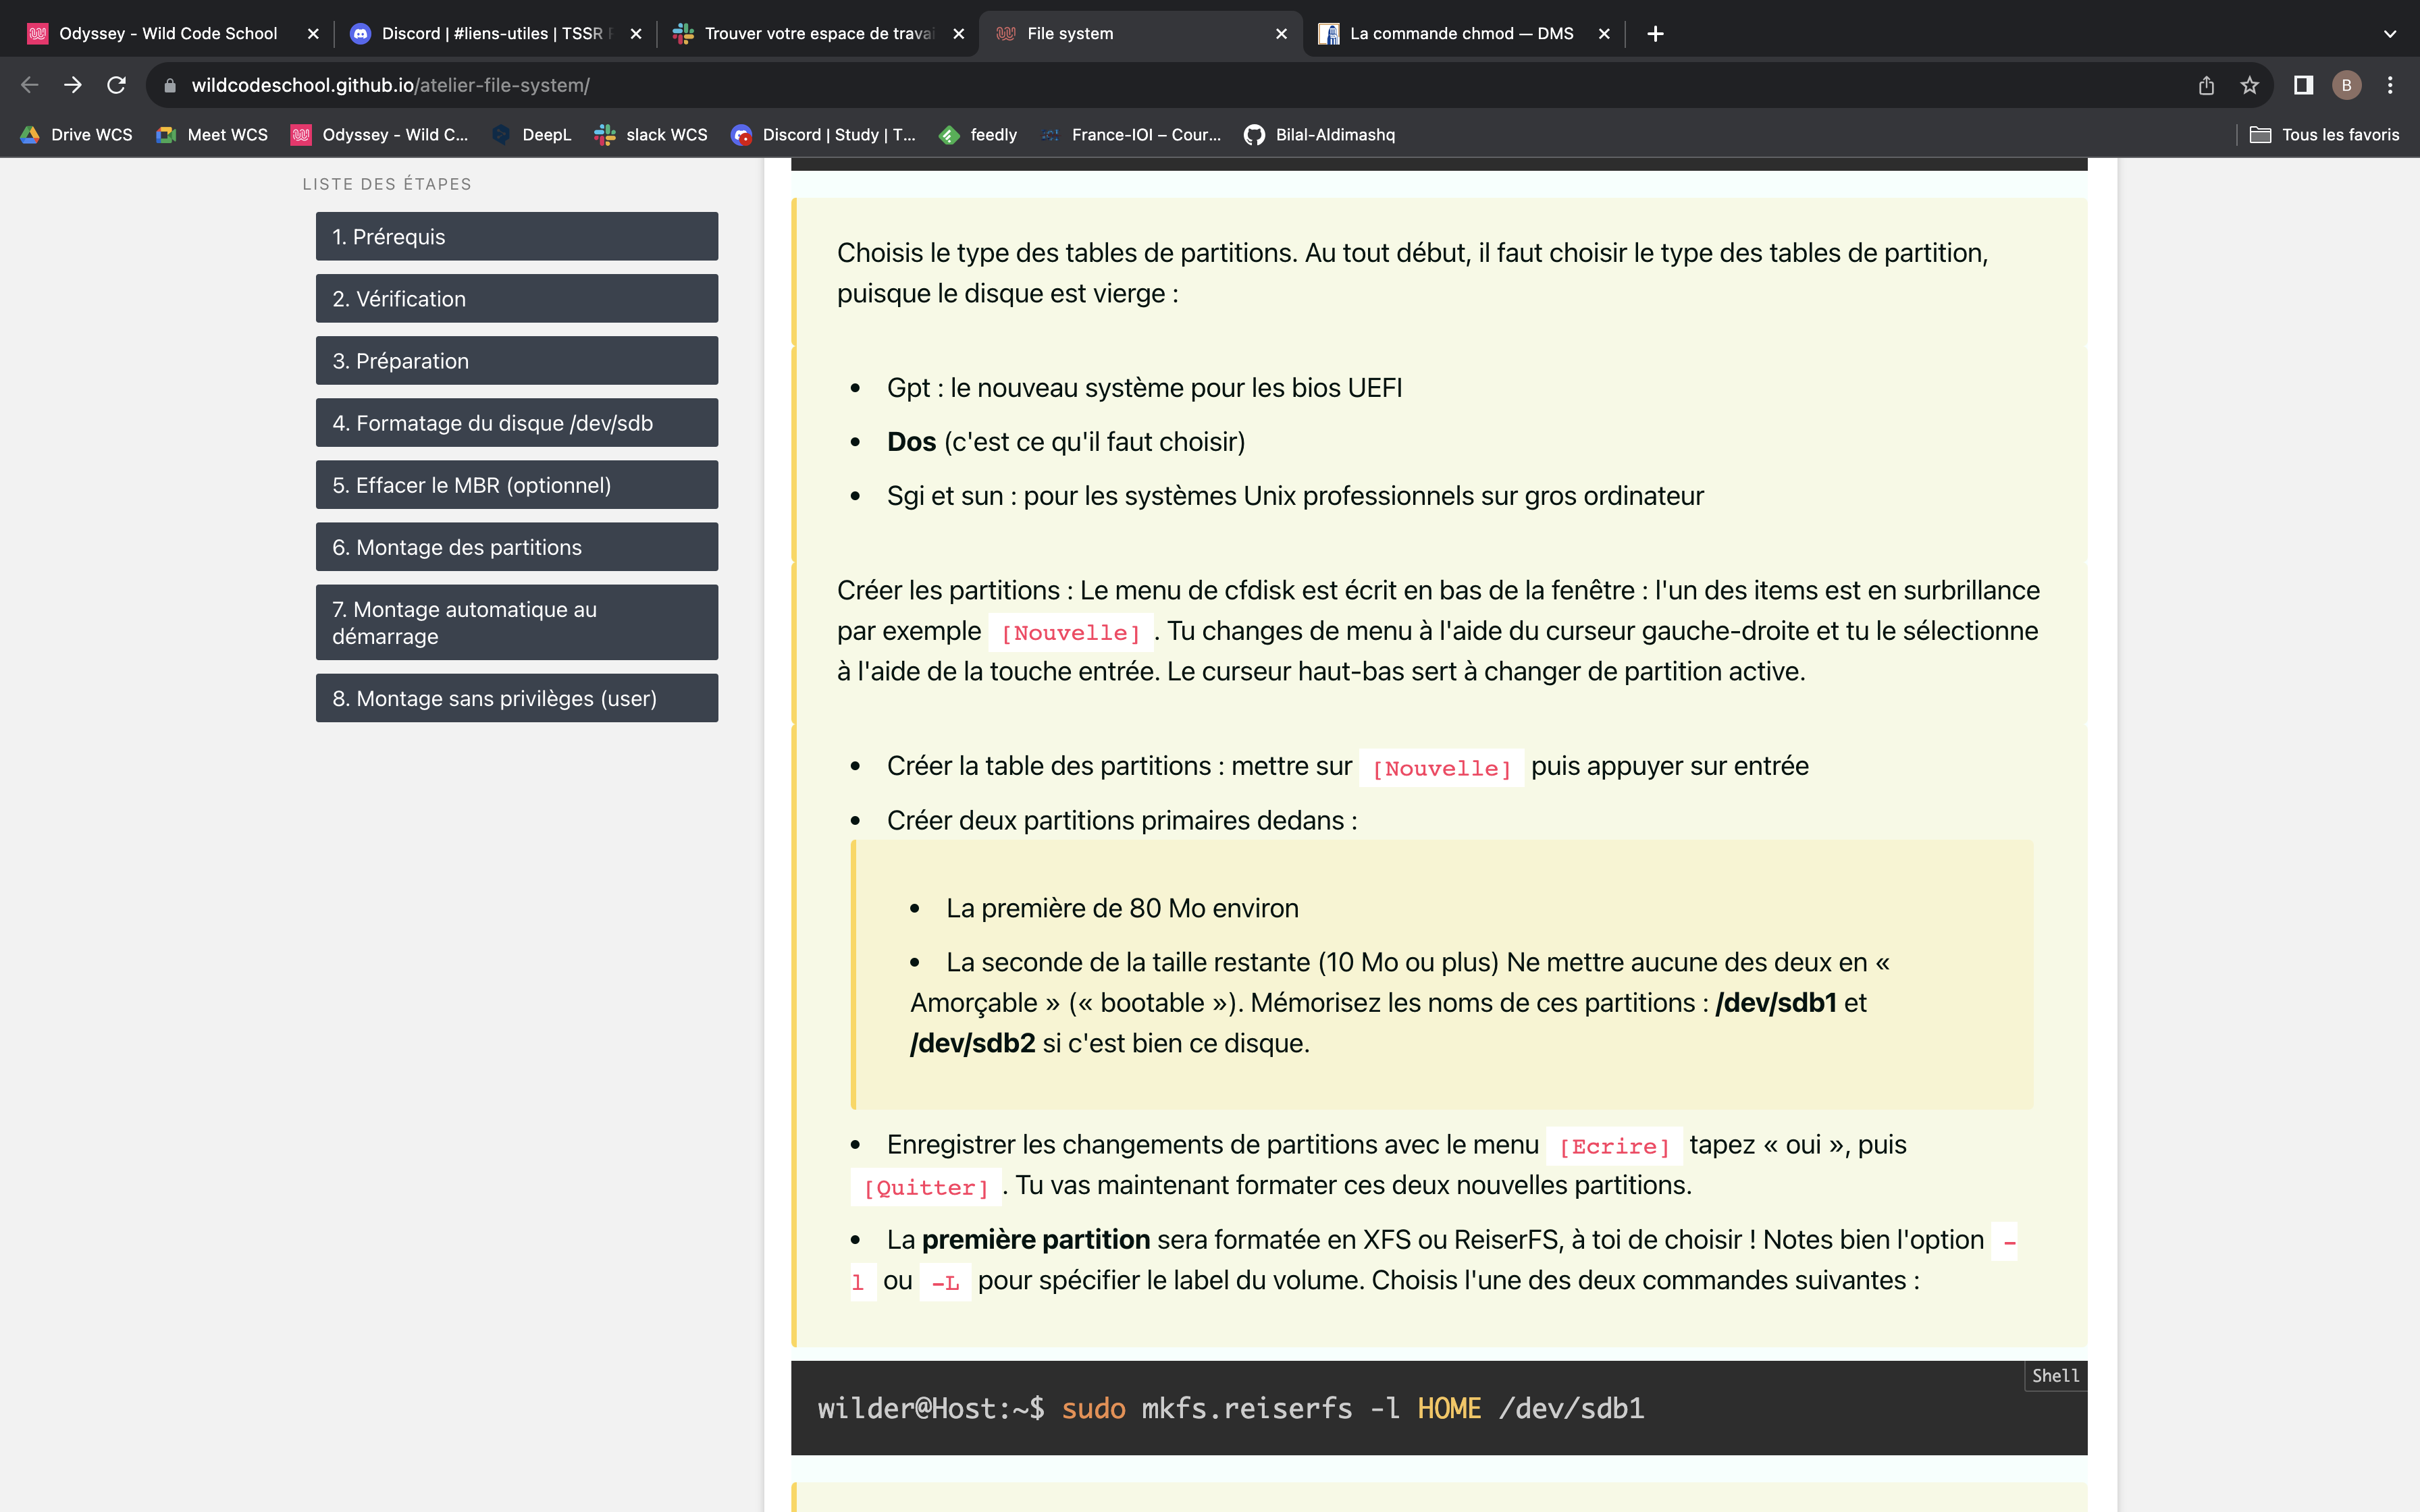 Odyssey - Wild Code School
Discord | #liens-utiles | TSSR
Trouver votre espace de travai
File system
La commande chmod — DMS
wildcodeschool.github.io/atelier-file-system/
B
Drive WCS
Meet WCS
Odyssey - Wild C...
DeepL
slack WCS
Discord | Study | T...
feedly
France-IOI – Cour...
Bilal-Aldimashq
Tous les favoris
LISTE DES ÉTAPES
1. Prérequis
2. Vérification
3. Préparation
4. Formatage du disque /dev/sdb
5. Effacer le MBR (optionnel)
6. Montage des partitions
7. Montage automatique au
démarrage
8. Montage sans privilèges (user)
Choisis le type des tables de partitions. Au tout début, il faut choisir le type des tables de partition,
puisque le disque est vierge :
• Gpt : le nouveau système pour les bios UEFI
• Dos (c'est ce qu'il faut choisir)
• Sgi et sun : pour les systèmes Unix professionnels sur gros ordinateur
Créer les partitions : Le menu de cfdisk est écrit en bas de la fenêtre : l'un des items est en surbrillance
par exemple [Nouvelle] . Tu changes de menu à l'aide du curseur gauche-droite et tu le sélectionne
à l'aide de la touche entrée. Le curseur haut-bas sert à changer de partition active.
• Créer la table des partitions : mettre sur [Nouvelle] puis appuyer sur entrée
• Créer deux partitions primaires dedans :
• La première de 80 Mo environ
• La seconde de la taille restante (10 Mo ou plus) Ne mettre aucune des deux en «
Amorçable » (« bootable »). Mémorisez les noms de ces partitions : /dev/sdb1 et
/dev/sdb2 si c'est bien ce disque.
• Enregistrer les changements de partitions avec le menu [Ecrire] tapez « oui », puis
[Quitter] . Tu vas maintenant formater ces deux nouvelles partitions.
• La première partition sera formatée en XFS ou ReiserFS, à toi de choisir ! Notes bien l'option -
l ou -L pour spécifier le label du volume. Choisis l'une des deux commandes suivantes :
Shell
wilder@Host:~$ sudo mkfs.reiserfs -l HOME /dev/sdb1